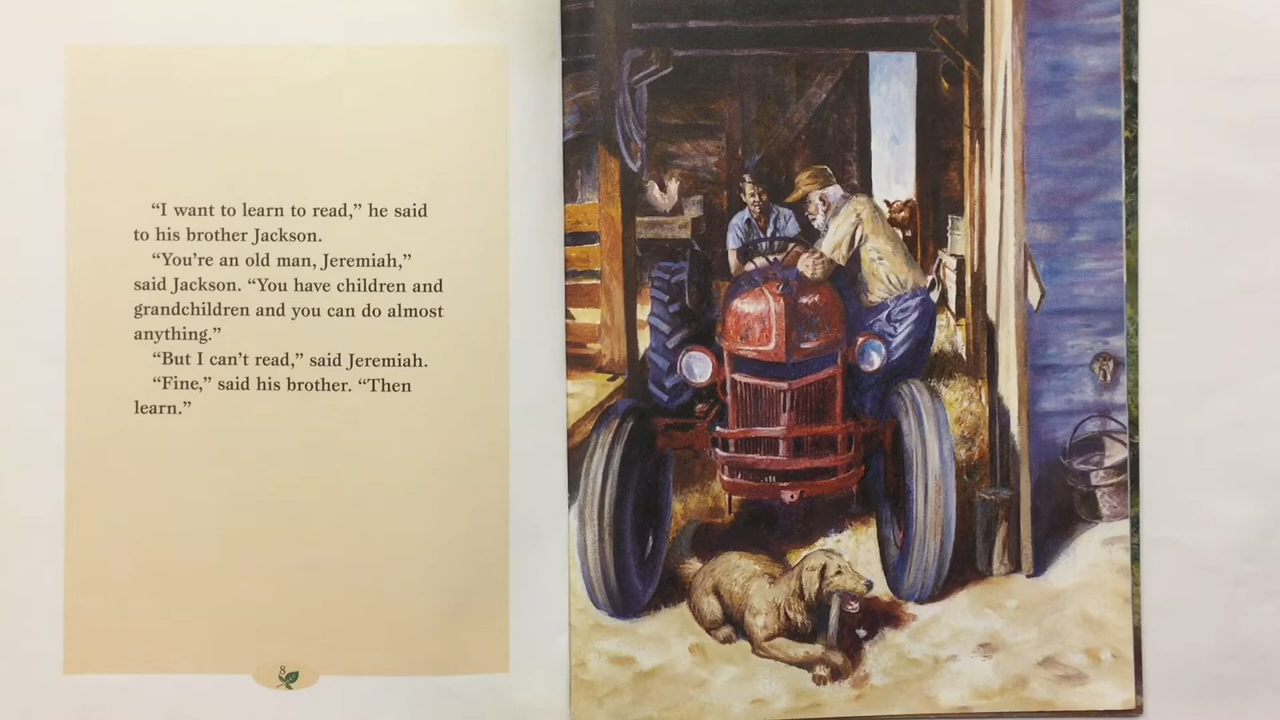 “I want to learn to read,” he said
to his brother Jackson.
“You're an old man, Jeremiah,”
said Jackson. “You have children and
grandchildren and you can do almost
anything.”
“But I can't read,” said Jeremiah.
“Fine,” said his brother. “Then
learn.”
8